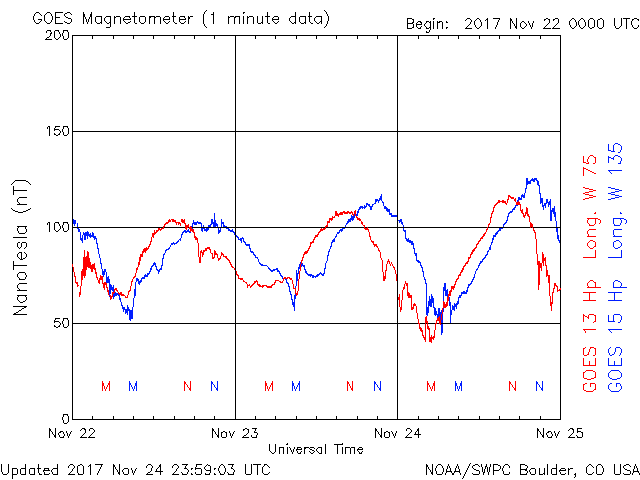 GOES Magnetometer (1 minute data)
Begin: 2017 Nov 22 0000 UTC
200
150
100
50
0
NanoTesla (nT)
M M N N M M N N M M N N
Nov 22 Nov 23 Nov 24 Nov 25
Universal Time
GOES 13 Hp Long. W 75
GOES 15 Hp Long. W 135
Updated 2017 Nov 24 23:59:03 UTC
NOAA/SWPC Boulder, CO USA